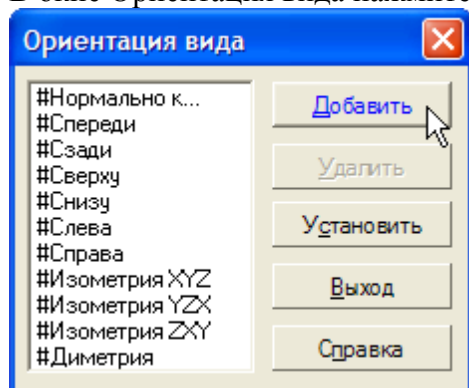 В окне Ориентация вида нажмите
Ориентация вида
#Нормально к...
#Спереди
#Сзади
#Сверху
#Снизу
#Слева
#Справа
#Изометрия XYZ
#Изометрия YZX
#Изометрия ZXY
#Диметрия
Добавить
Удалить
Установить
Выход
Справка